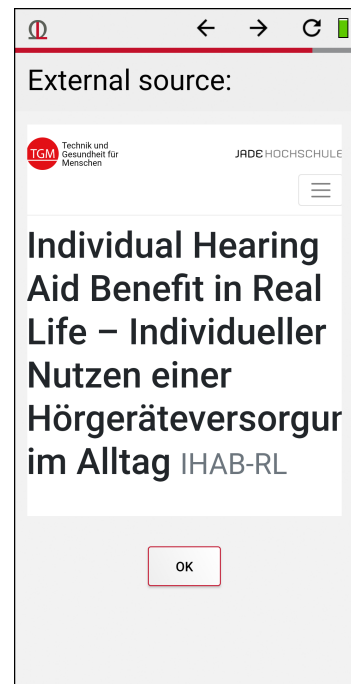 External source:
TGM
Technik und
Gesundheit für
Menschen
JADE HOCHSCHULE
Individual Hearing
Aid Benefit in Real
Life – Individueller
Nutzen einer
Hörgeräteversorgun
im Alltag IHAB-RL
OK